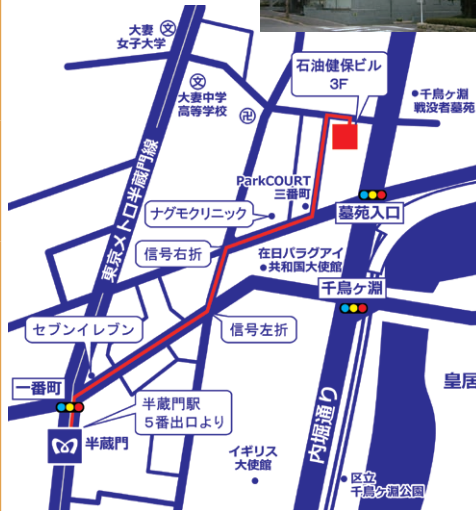 大妻
女子大学
文
文
大妻中学
高等学校
卍
石油健保ビル
3F
千鳥ヶ淵
戦没者墓苑
東京メトロ半蔵門線
ParkCOURT
三番町
ナグモクリニック
墓苑入口
信号右折
在日パラグアイ
共和国大使館
千鳥ヶ淵
セブンイレブン
信号左折
一番町
皇居
半蔵門駅
5番出口より
半蔵門
内堀通り
イギリス
大使館
区立
千鳥ヶ淵公園